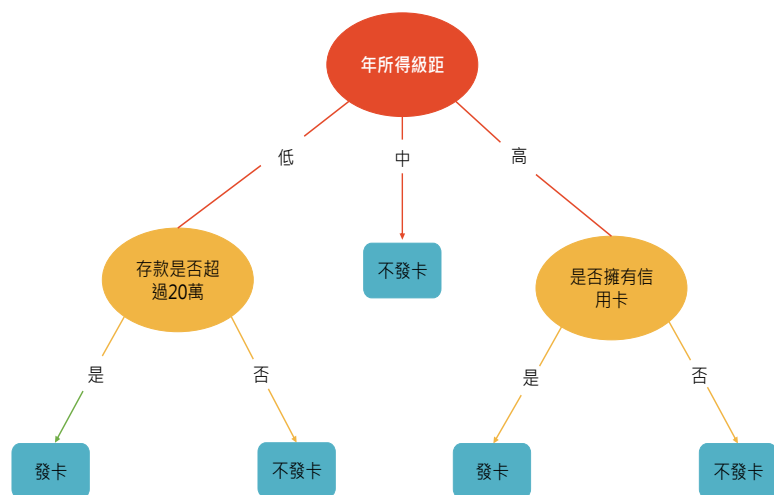 年所得級距
低
中
高
存款是否超
過20萬
不發卡
是否擁有信
用卡
是
否
是
否
發卡
不發卡
發卡
不發卡